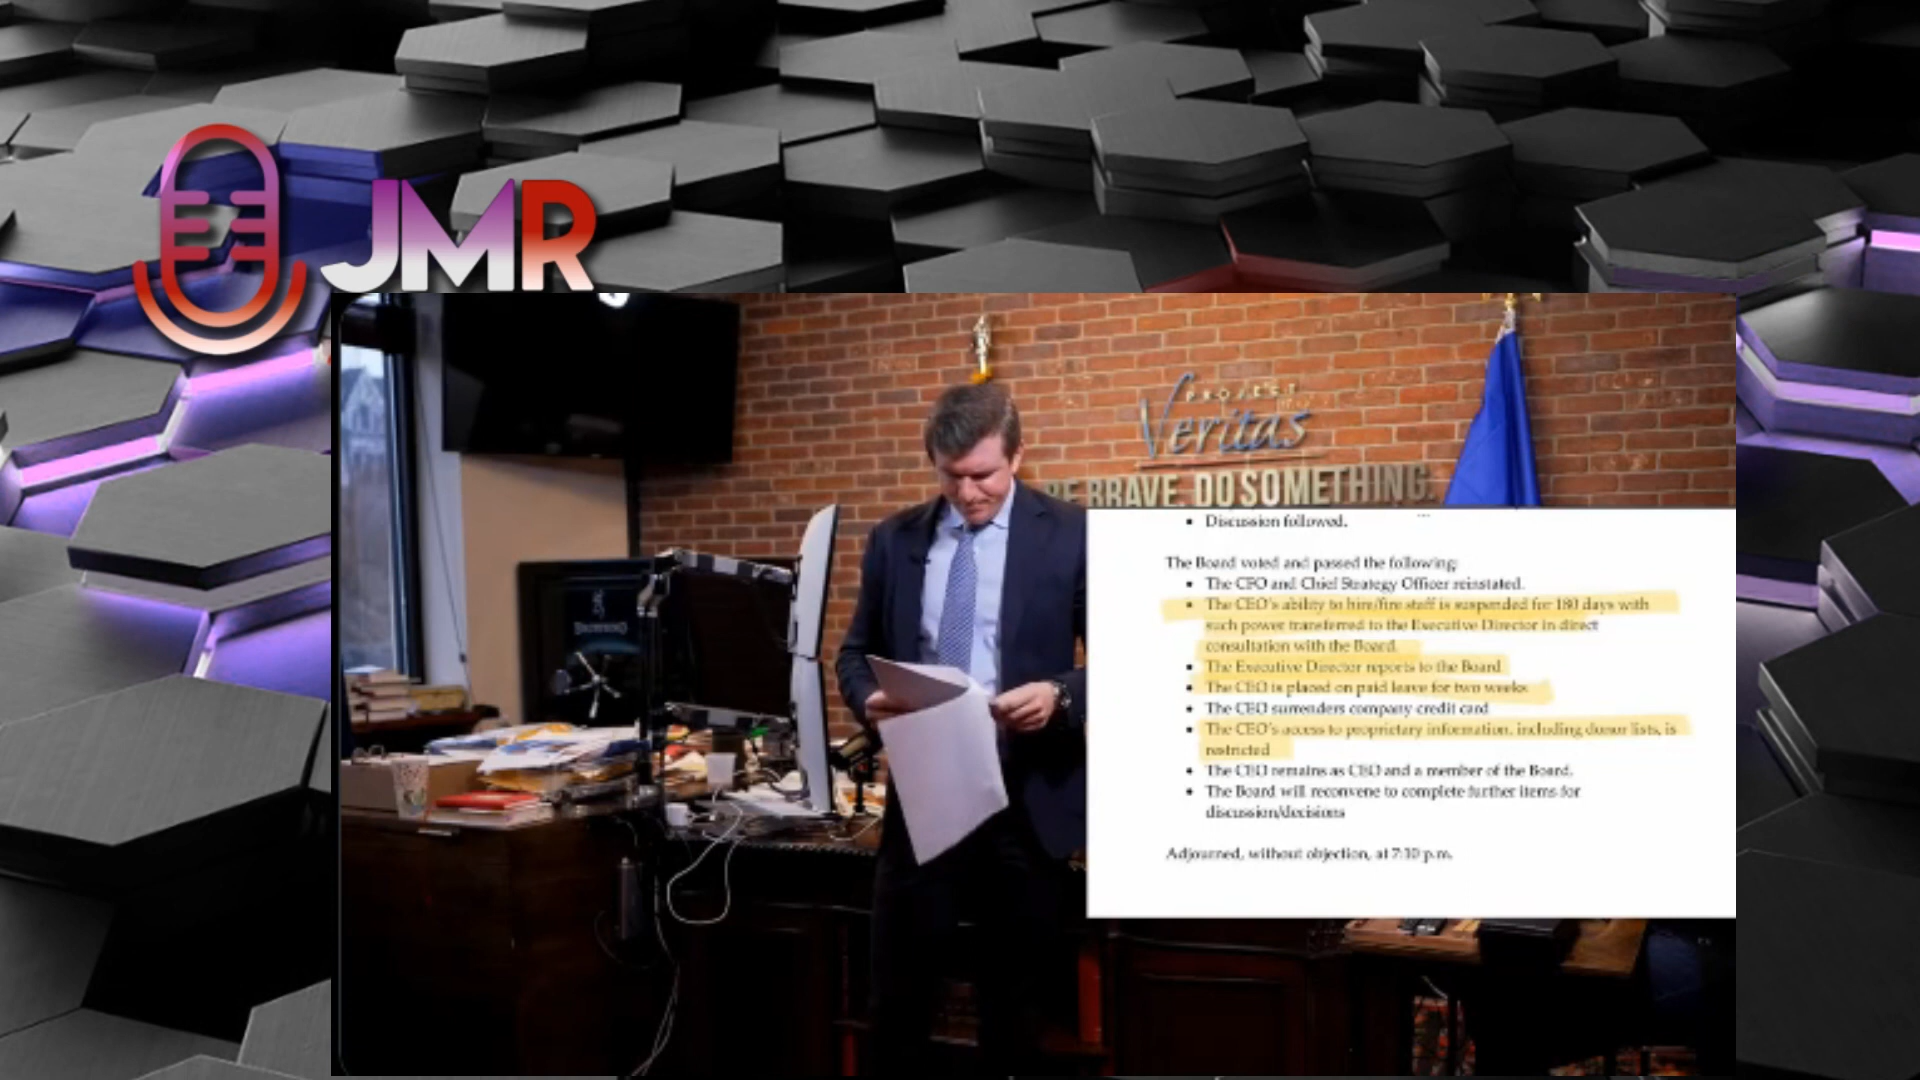 JMR
PROJECT
Veritas
BE BRAVE. DO SOMETHING.
BROWNING
• Discussion followed.
The Board voted and passed the following:
• The CFO and Chief Strategy Officer reinstated.
• The CEO's ability to hire/fire staff is suspended for 180 days with
such power transferred to the Executive Director in direct
consultation with the Board.
• The Executive Director reports to the Board
• The CEO is placed on paid leave for two weeks
• The CEO surrenders company credit card
• The CEO's access to proprietary information, including donor lists, is
restricted
• The CEO remains as CEO and a member of the Board.
• The Board will reconvene to complete further items for
discussion/decisions
Adjourned, without objection, at 7:10 p.m.